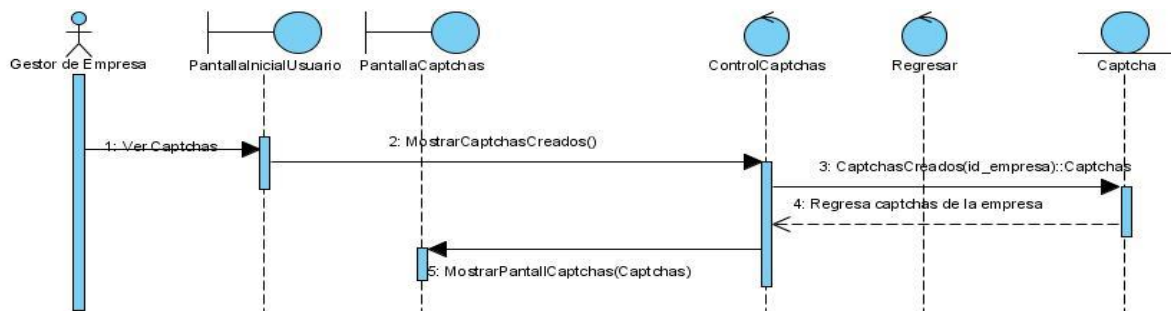 Gestor de Empresa
PantallaInicialUsuario
PantallaCaptchas
ControlCaptchas
Regresar
Captcha
1: Ver Captchas
2: MostrarCaptchasCreados()
3: CaptchasCreados(id_empresa)::Captchas
4: Regresa captchas de la empresa
5: MostrarPantallCaptchas(Captchas)